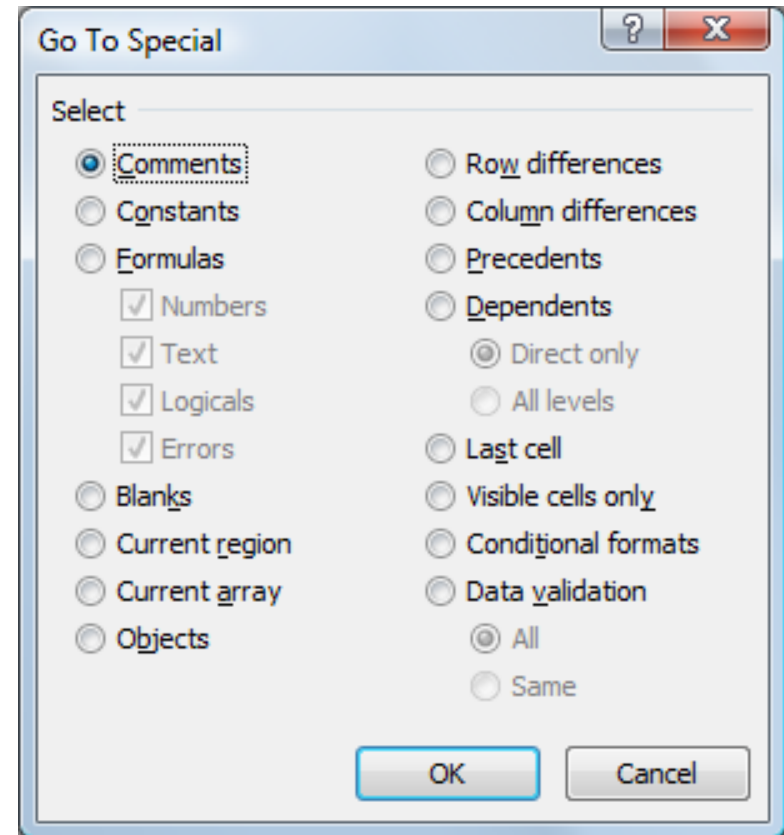 Go To Special
Select
Comments
Constants
Formulas
Numbers
Text
Logicals
Errors
Blanks
Current region
Current array
Objects
Row differences
Column differences
Precedents
Dependents
Direct only
All levels
Last cell
Visible cells only
Conditional formats
Data validation
All
Same
OK
Cancel